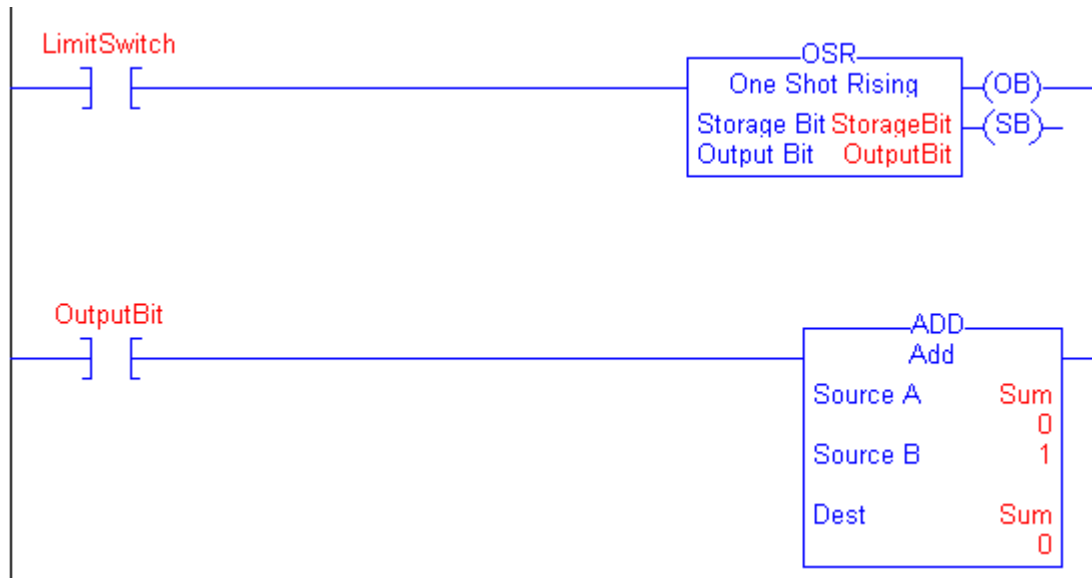 LimitSwitch
OSR
One Shot Rising
(OB)
Storage Bit StorageBit
(SB)
Output Bit OutputBit
OutputBit
ADD
Add
Source A Sum
0
Source B 1
Dest Sum
0